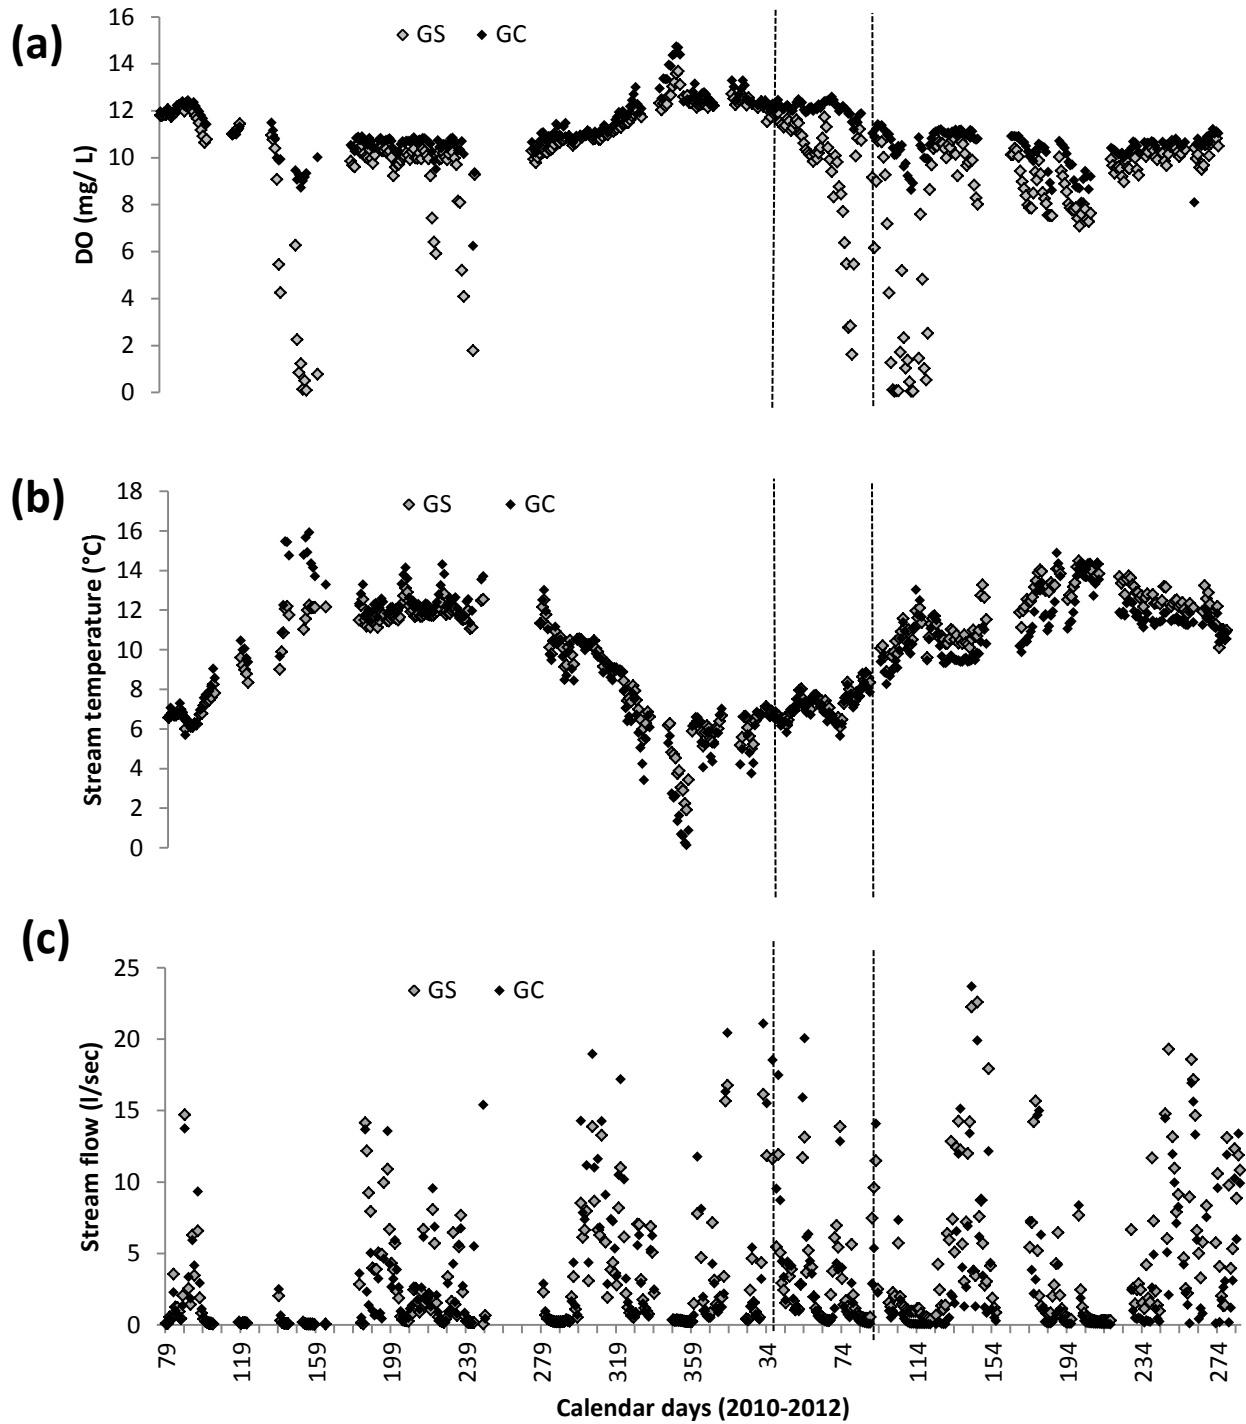 (a)
GS GC
16
14
12
10
8
6
4
2
0
DO (mg/ L)
(b)
GS GC
18
16
14
12
10
8
6
4
2
0
Stream temperature (°C)
(c)
GS GC
25
20
15
10
5
0
Stream flow (l/sec)
79 119 159 199 239 279 319 359 34 74 114 154 194 234 274
Calendar days (2010-2012)